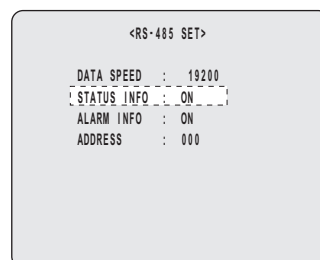 <RS-485 SET>
DATA SPEED : 19200
STATUS INFO : ON
ALARM INFO : ON
ADDRESS : 000